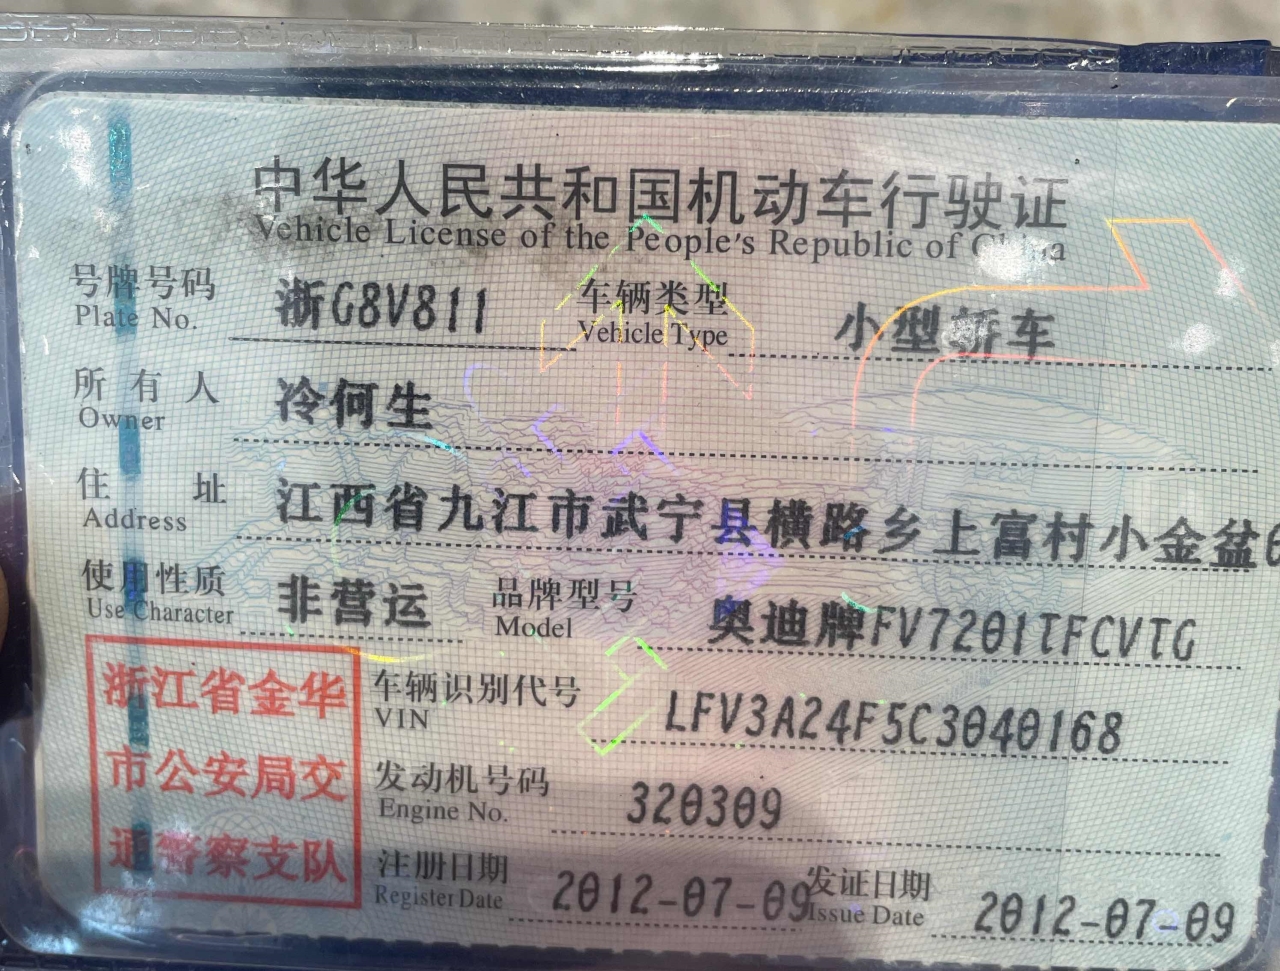 中华人民共和国机动车行驶证
Vehicle License of the People's Republic of China
号牌号码 浙G8V811 车辆类型 小型轿车
Plate No. Vehicle Type
所有人 冷何生
Owner
住址 江西省九江市武宁县横路乡上富村小金盆6
Address
使用性质 非营运 品牌型号 奥迪牌FV7201TFCVTG
Use Character Model
浙江省金华
市公安局交
通警察支队
车辆识别代号 LFV3A24F5C3040168
VIN
发动机号码 320309
Engine No.
注册日期 2012-07-09 发证日期 2012-07-09
Register Date Issue Date